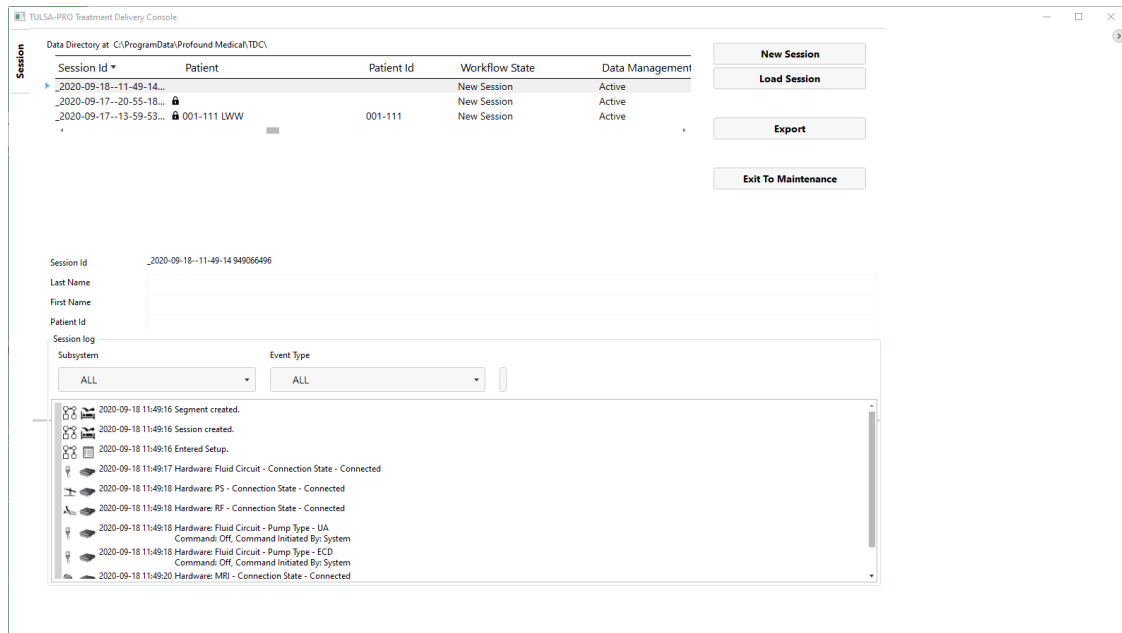 TULSA-PRO Treatment Delivery Console
Session
Data Directory at C:\ProgramData\Profound Medical\TDC\
Session Id Patient Patient Id Workflow State Data Management
_2020-09-18--11-49-14... New Session Active
_2020-09-17--20-55-18... New Session Active
_2020-09-17--13-59-53... 001-111 LWW 001-111 New Session Active
New Session
Load Session
Export
Exit To Maintenance
Session Id _2020-09-18--11-49-14 949066496
Last Name
First Name
Patient Id
Session log
Subsystem Event Type
ALL ALL
2020-09-18 11:49:16 Segment created.
2020-09-18 11:49:16 Session created.
2020-09-18 11:49:16 Entered Setup.
2020-09-18 11:49:17 Hardware: Fluid Circuit - Connection State - Connected
2020-09-18 11:49:18 Hardware: PS - Connection State - Connected
2020-09-18 11:49:18 Hardware: RF - Connection State - Connected
2020-09-18 11:49:18 Hardware: Fluid Circuit - Pump Type - UA
Command: Off, Command Initiated By: System
2020-09-18 11:49:18 Hardware: Fluid Circuit - Pump Type - ECD
Command: Off, Command Initiated By: System
2020-09-18 11:49:20 Hardware: MRI - Connection State - Connected